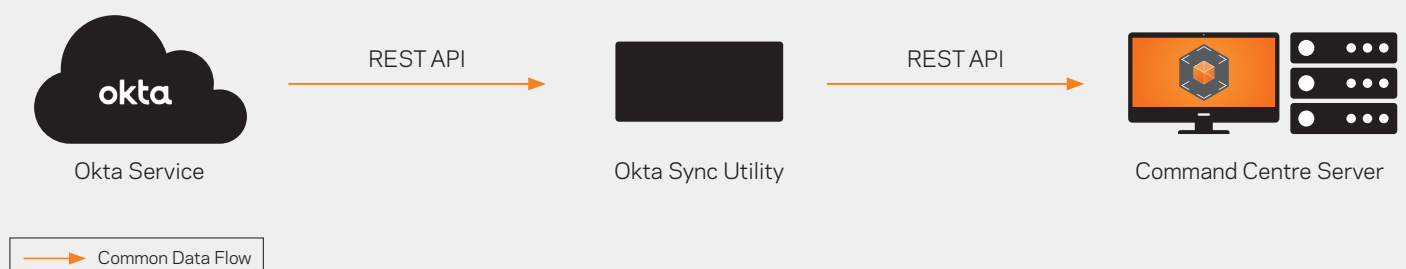 okta
REST API
REST API
Okta Service
Okta Sync Utility
Command Centre Server
Common Data Flow